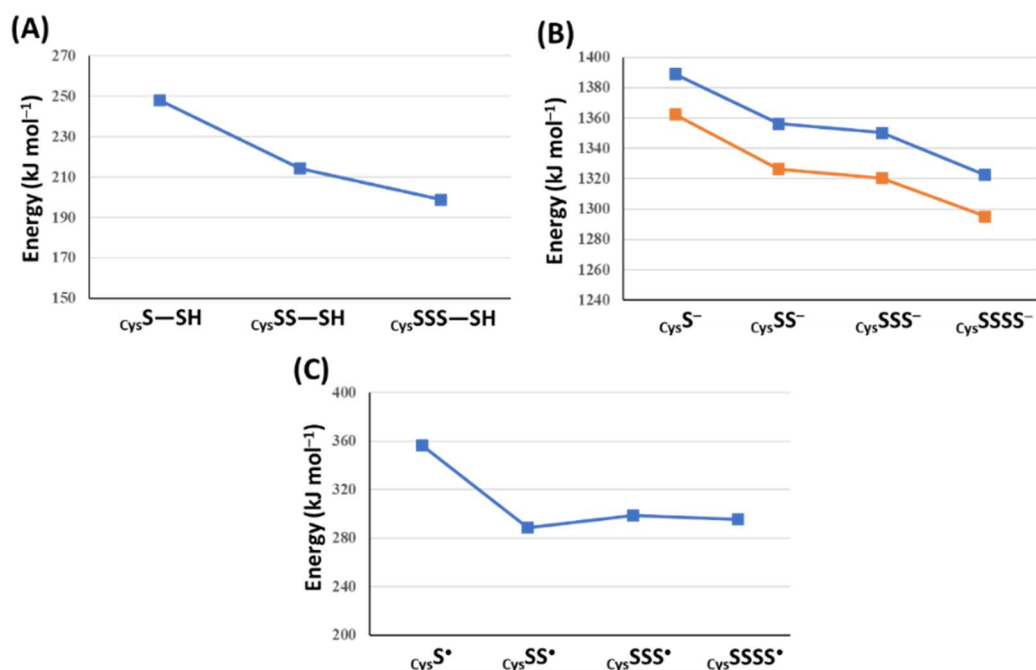 (A)
Energy (kJ mol⁻¹)
270
250
230
210
190
170
150
CysS—SH CysSS—SH CysSSS—SH
(B)
Energy (kJ mol⁻¹)
1400
1380
1360
1340
1320
1300
1280
1260
1240
CysS⁻ CysSS⁻ CysSSS⁻ CysSSSS⁻
(C)
Energy (kJ mol⁻¹)
400
360
320
280
240
200
CysS• CysSS• CysSSS• CysSSSS•